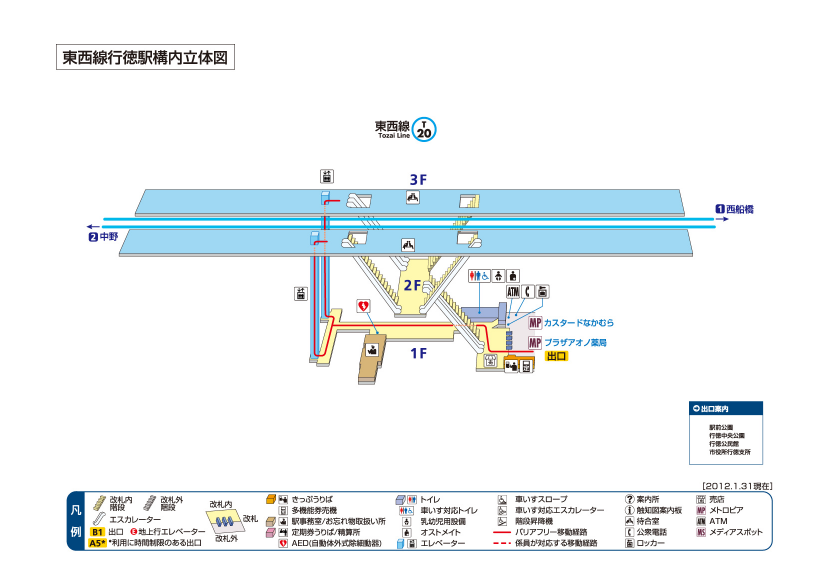 東西線行徳駅構内立体図
東西線
Tozai Line
T
20
3F
1 西船橋
2 中野
2F
ATM
MP カスタードなかむら
MP プラザアオノ薬局
出口
1F
出口案内
駅前公園
行徳中央公園
行徳公民館
市役所行徳支所
[2012.1.31現在]
凡例
改札内階段
改札外階段
エスカレーター
B1 出口
E 地上行エレベーター
A5* *利用に時間制限のある出口
改札内
改札
改札外
きっぷうりば
多機能券売機
駅事務室/お忘れ物取扱い所
定期券うりば/精算所
AED(自動体外式除細動器)
トイレ
車いす対応トイレ
乳幼児用設備
オストメイト
エレベーター
車いすスロープ
車いす対応エスカレーター
階段昇降機
バリアフリー移動経路
係員が対応する移動経路
? 案内所
触知図案内板
待合室
公衆電話
ロッカー
売店
MP メトロピア
ATM ATM
MS メディアスポット